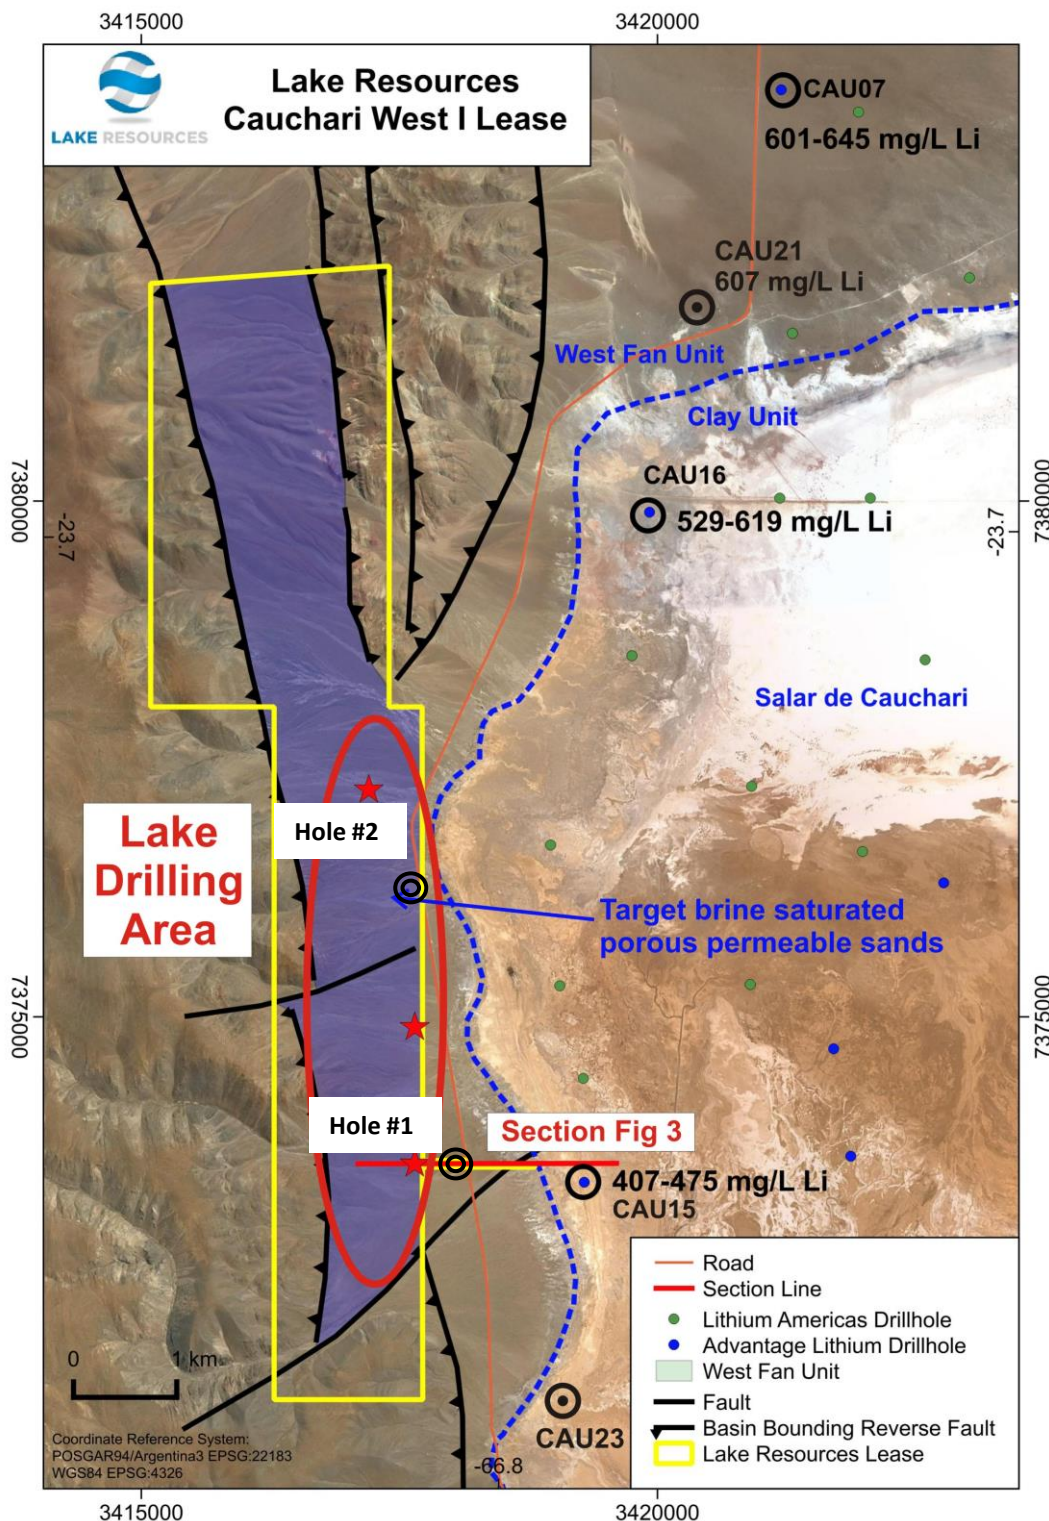 3415000
3420000
LAKE RESOURCES
Lake Resources
Cauchari West I Lease
CAU07
601-645 mg/L Li
CAU21
607 mg/L Li
West Fan Unit
Clay Unit
CAU16
529-619 mg/L Li
7380000
-23.7
-23.7
7380000
Salar de Cauchari
Lake
Drilling
Area
Hole #2
Target brine saturated
porous permeable sands
7375000
7375000
Hole #1
Section Fig 3
407-475 mg/L Li
CAU15
Road
Section Line
Lithium Americas Drillhole
Advantage Lithium Drillhole
West Fan Unit
Fault
Basin Bounding Reverse Fault
Lake Resources Lease
0
1 km
CAU23
Coordinate Reference System:
POSGAR94/Argentina3 EPSG:22183
WGS84 EPSG:4326
-66.8
3415000
3420000